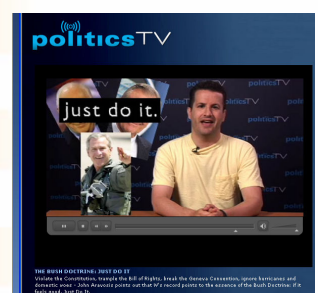 politicsTV
just do it.
THE BUSH DOCTRINE: JUST DO IT
Violate the Constitution, trample the Bill of Rights, break the Geneva Convention, ignore hurricanes and
domestic woes - John Aravosis points out that W's record points to the essence of the Bush Doctrine: If it
feels good, Just Do It.